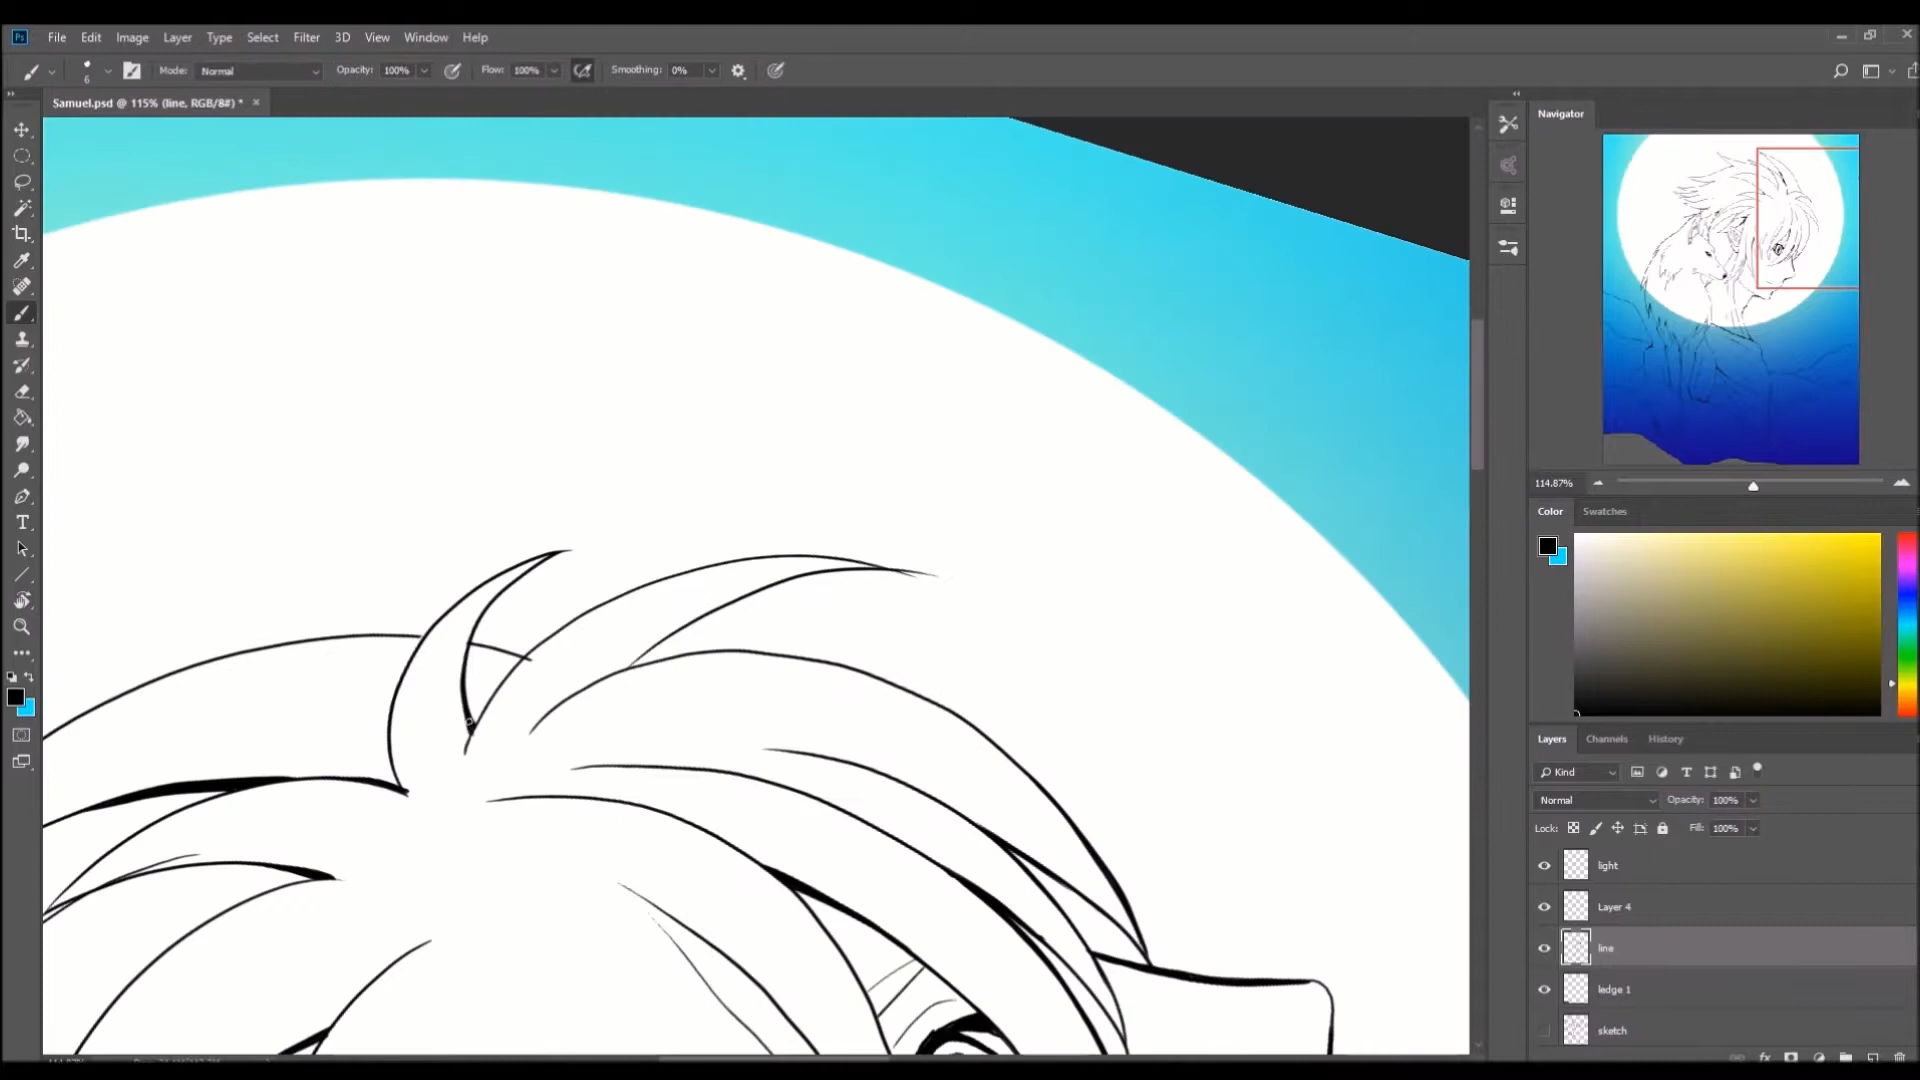 Ps File Edit Image Layer Type Select Filter 3D View Window Help
6 Mode: Normal Opacity: 100% Flow: 100% Smoothing: 0%
Samuel.psd @ 115% (line, RGB/8#) * ×
Navigator
114.87%
Color Swatches
Layers Channels History
Kind
Normal Opacity: 100%
Lock: Fill: 100%
light
Layer 4
line
ledge 1
sketch
fx